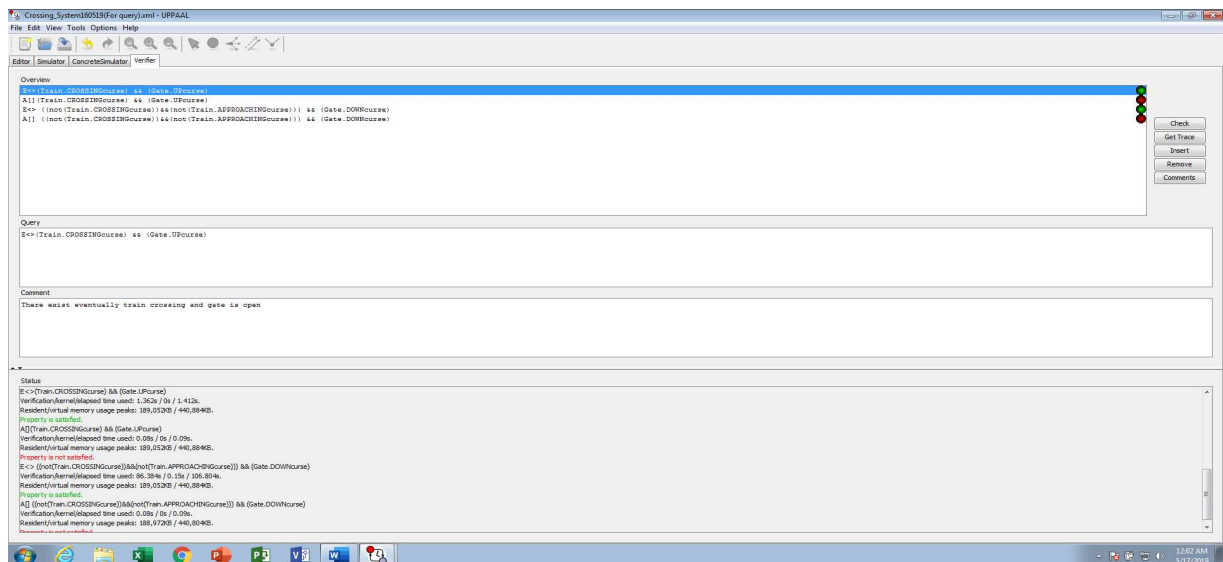 Crossing_System160519(For query).xml - UPPAAL
File Edit View Tools Options Help
Editor Simulator ConcreteSimulator Verifier
Overview
E<>(Train.CROSSINGcurse) && (Gate.UPcurse)
A[](Train.CROSSINGcurse) && (Gate.UPcurse)
E<> ((not(Train.CROSSINGcurse))&&(not(Train.APPROACHINGcurse))) && (Gate.DOWNcurse)
A[] ((not(Train.CROSSINGcurse))&&(not(Train.APPROACHINGcurse))) && (Gate.DOWNcurse)
Check
Get Trace
Insert
Remove
Comments
Query
E<>(Train.CROSSINGcurse) && (Gate.UPcurse)
Comment
There exist eventually train crossing and gate is open
Status
E<>(Train.CROSSINGcurse) && (Gate.UPcurse)
Verification/kernel/elapsed time used: 1.362s / 0s / 1.412s.
Resident/virtual memory usage peaks: 189,052KB / 440,884KB.
Property is satisfied.
A[](Train.CROSSINGcurse) && (Gate.UPcurse)
Verification/kernel/elapsed time used: 0.08s / 0s / 0.09s.
Resident/virtual memory usage peaks: 189,052KB / 440,884KB.
Property is not satisfied.
E<> ((not(Train.CROSSINGcurse))&&(not(Train.APPROACHINGcurse))) && (Gate.DOWNcurse)
Verification/kernel/elapsed time used: 86.384s / 0.15s / 106.804s.
Resident/virtual memory usage peaks: 189,052KB / 440,884KB.
Property is satisfied.
A[] ((not(Train.CROSSINGcurse))&&(not(Train.APPROACHINGcurse))) && (Gate.DOWNcurse)
Verification/kernel/elapsed time used: 0.08s / 0s / 0.09s.
Resident/virtual memory usage peaks: 188,972KB / 440,804KB.
Property is not satisfied.
12:02 AM
5/17/2019